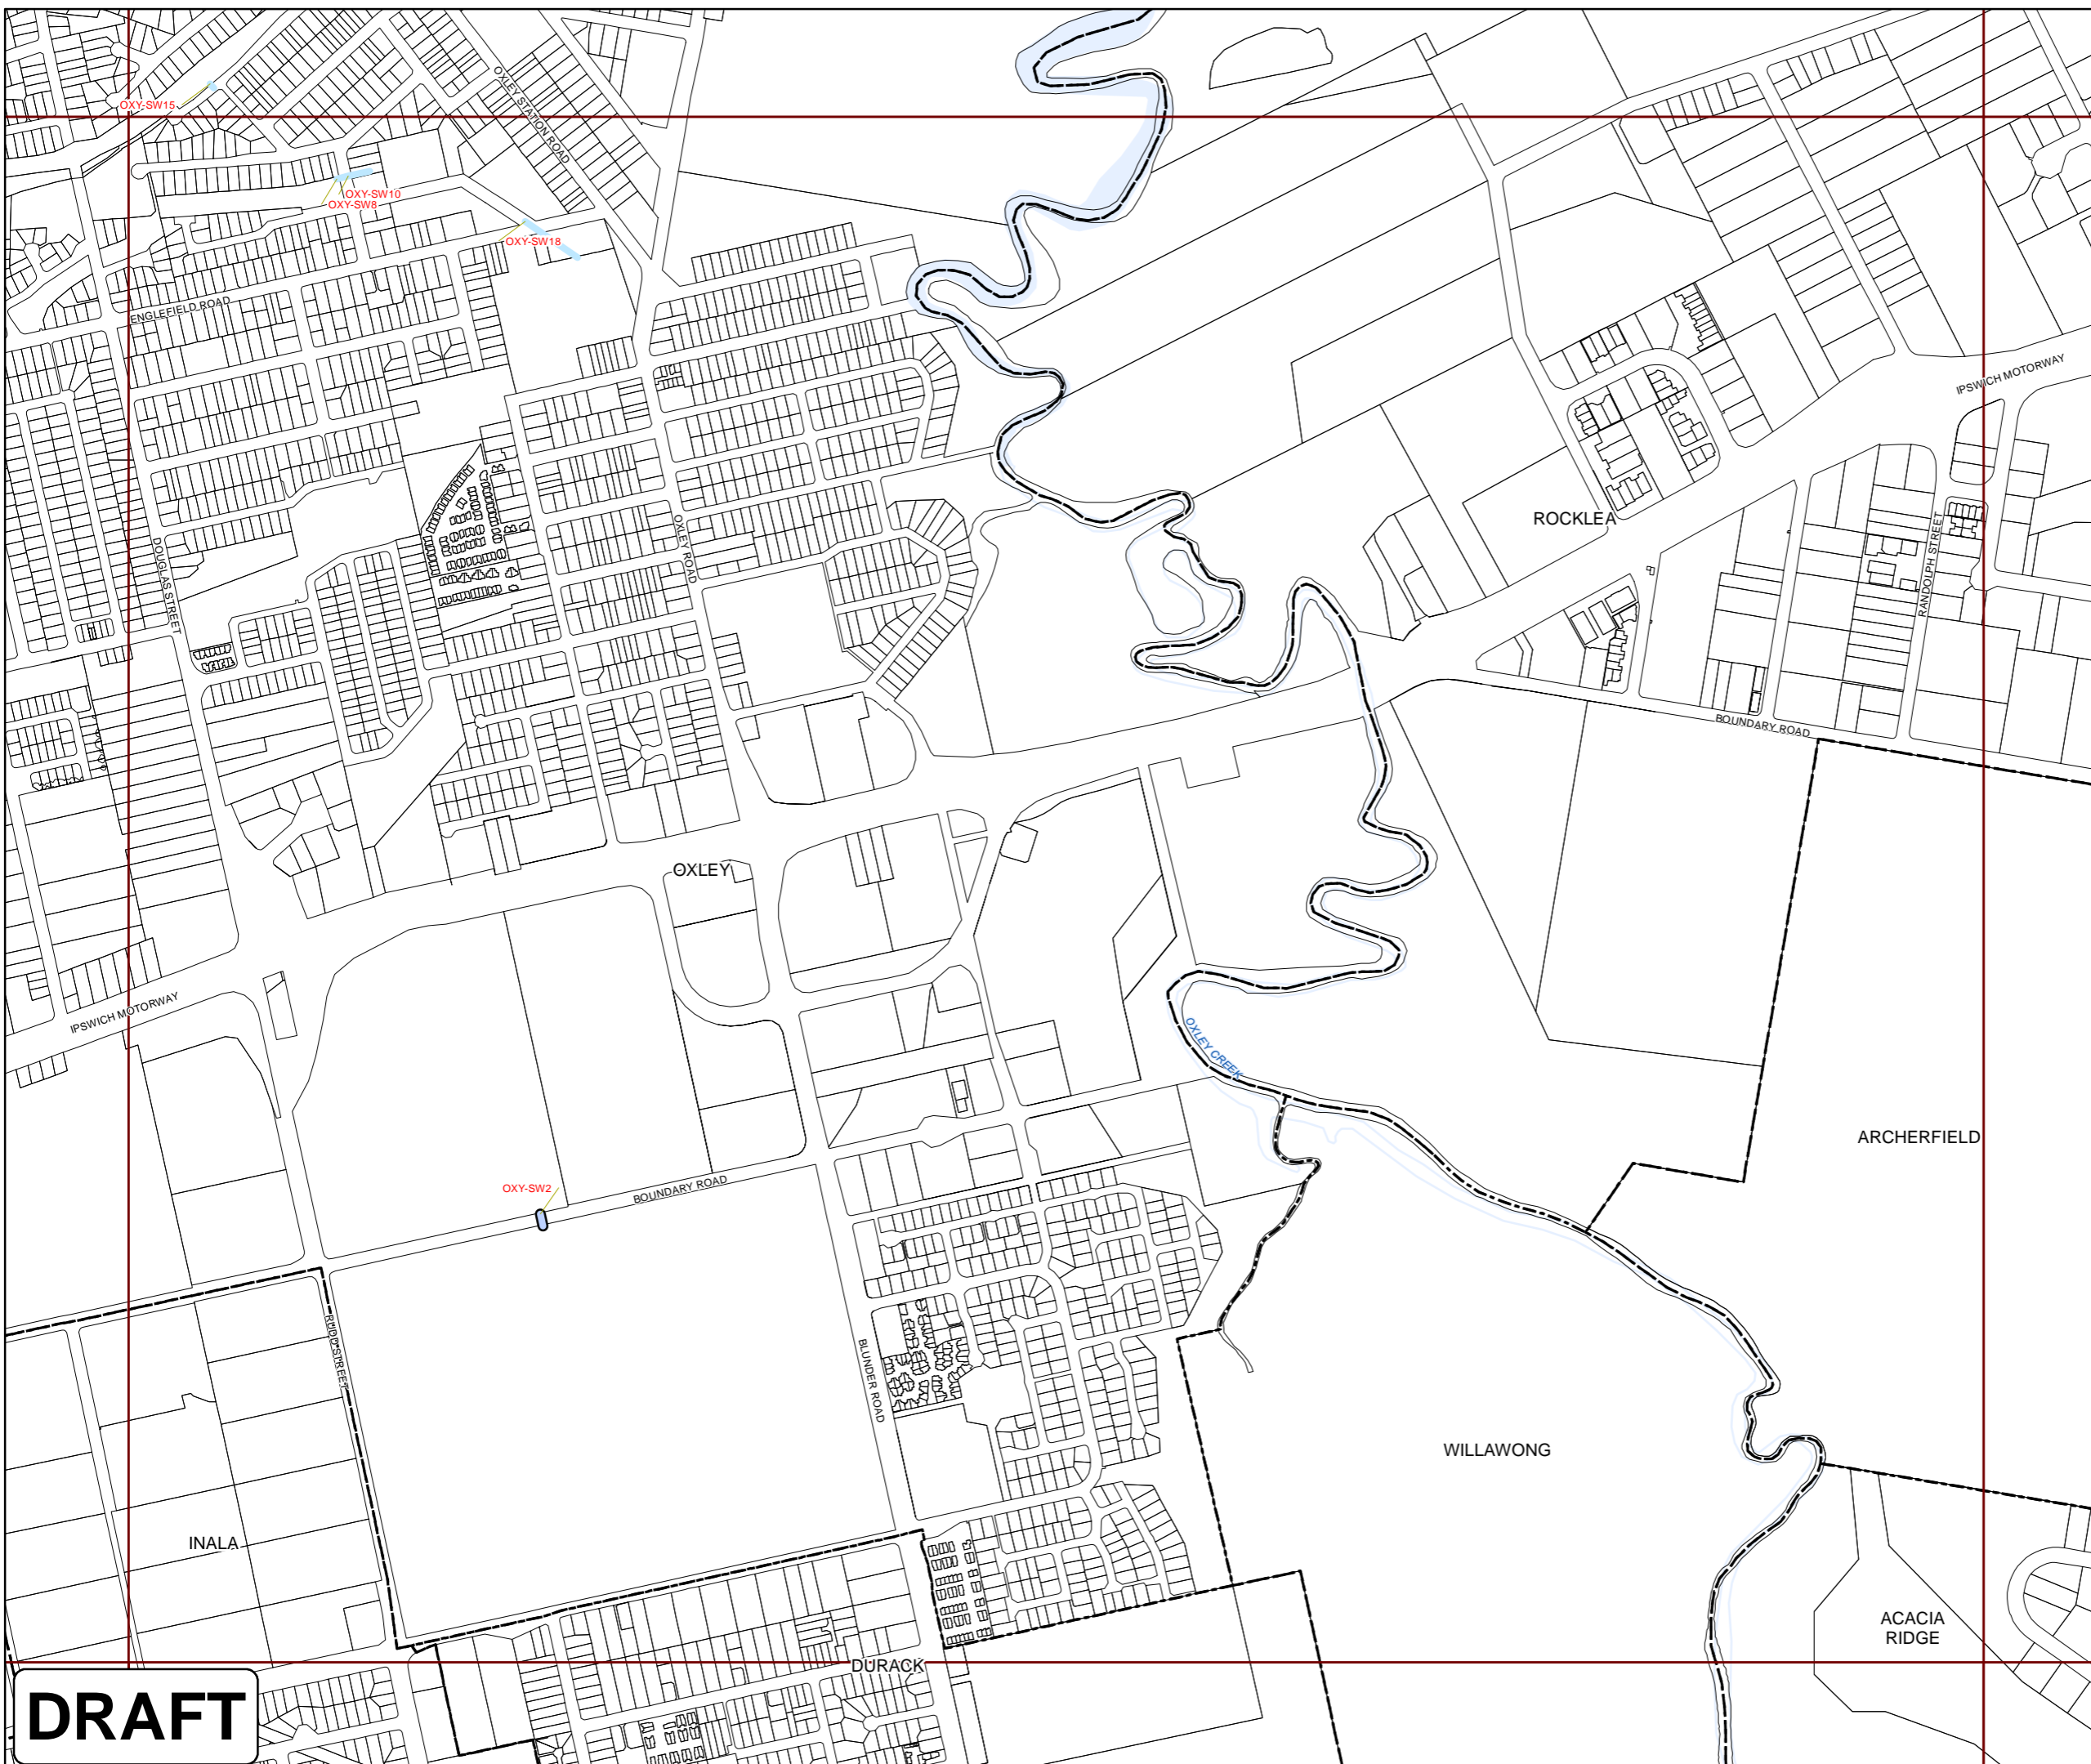 OXLEY STATION ROAD
OXY-SW15
OXY-SW10
OXY-SW8
OXY-SW18
ENGLEFIELD ROAD
IPSWICH MOTORWAY
ROCKLEA
OXLEY ROAD
DOUGLAS STREET
RANDOLPH STREET
BOUNDARY ROAD
OXLEY
IPSWICH MOTORWAY
OXLEY CREEK
ARCHERFIELD
OXY-SW2
BOUNDARY ROAD
RUDD STREET
BLUNDER ROAD
WILLAWONG
INALA
ACACIA
RIDGE
DURACK
DRAFT